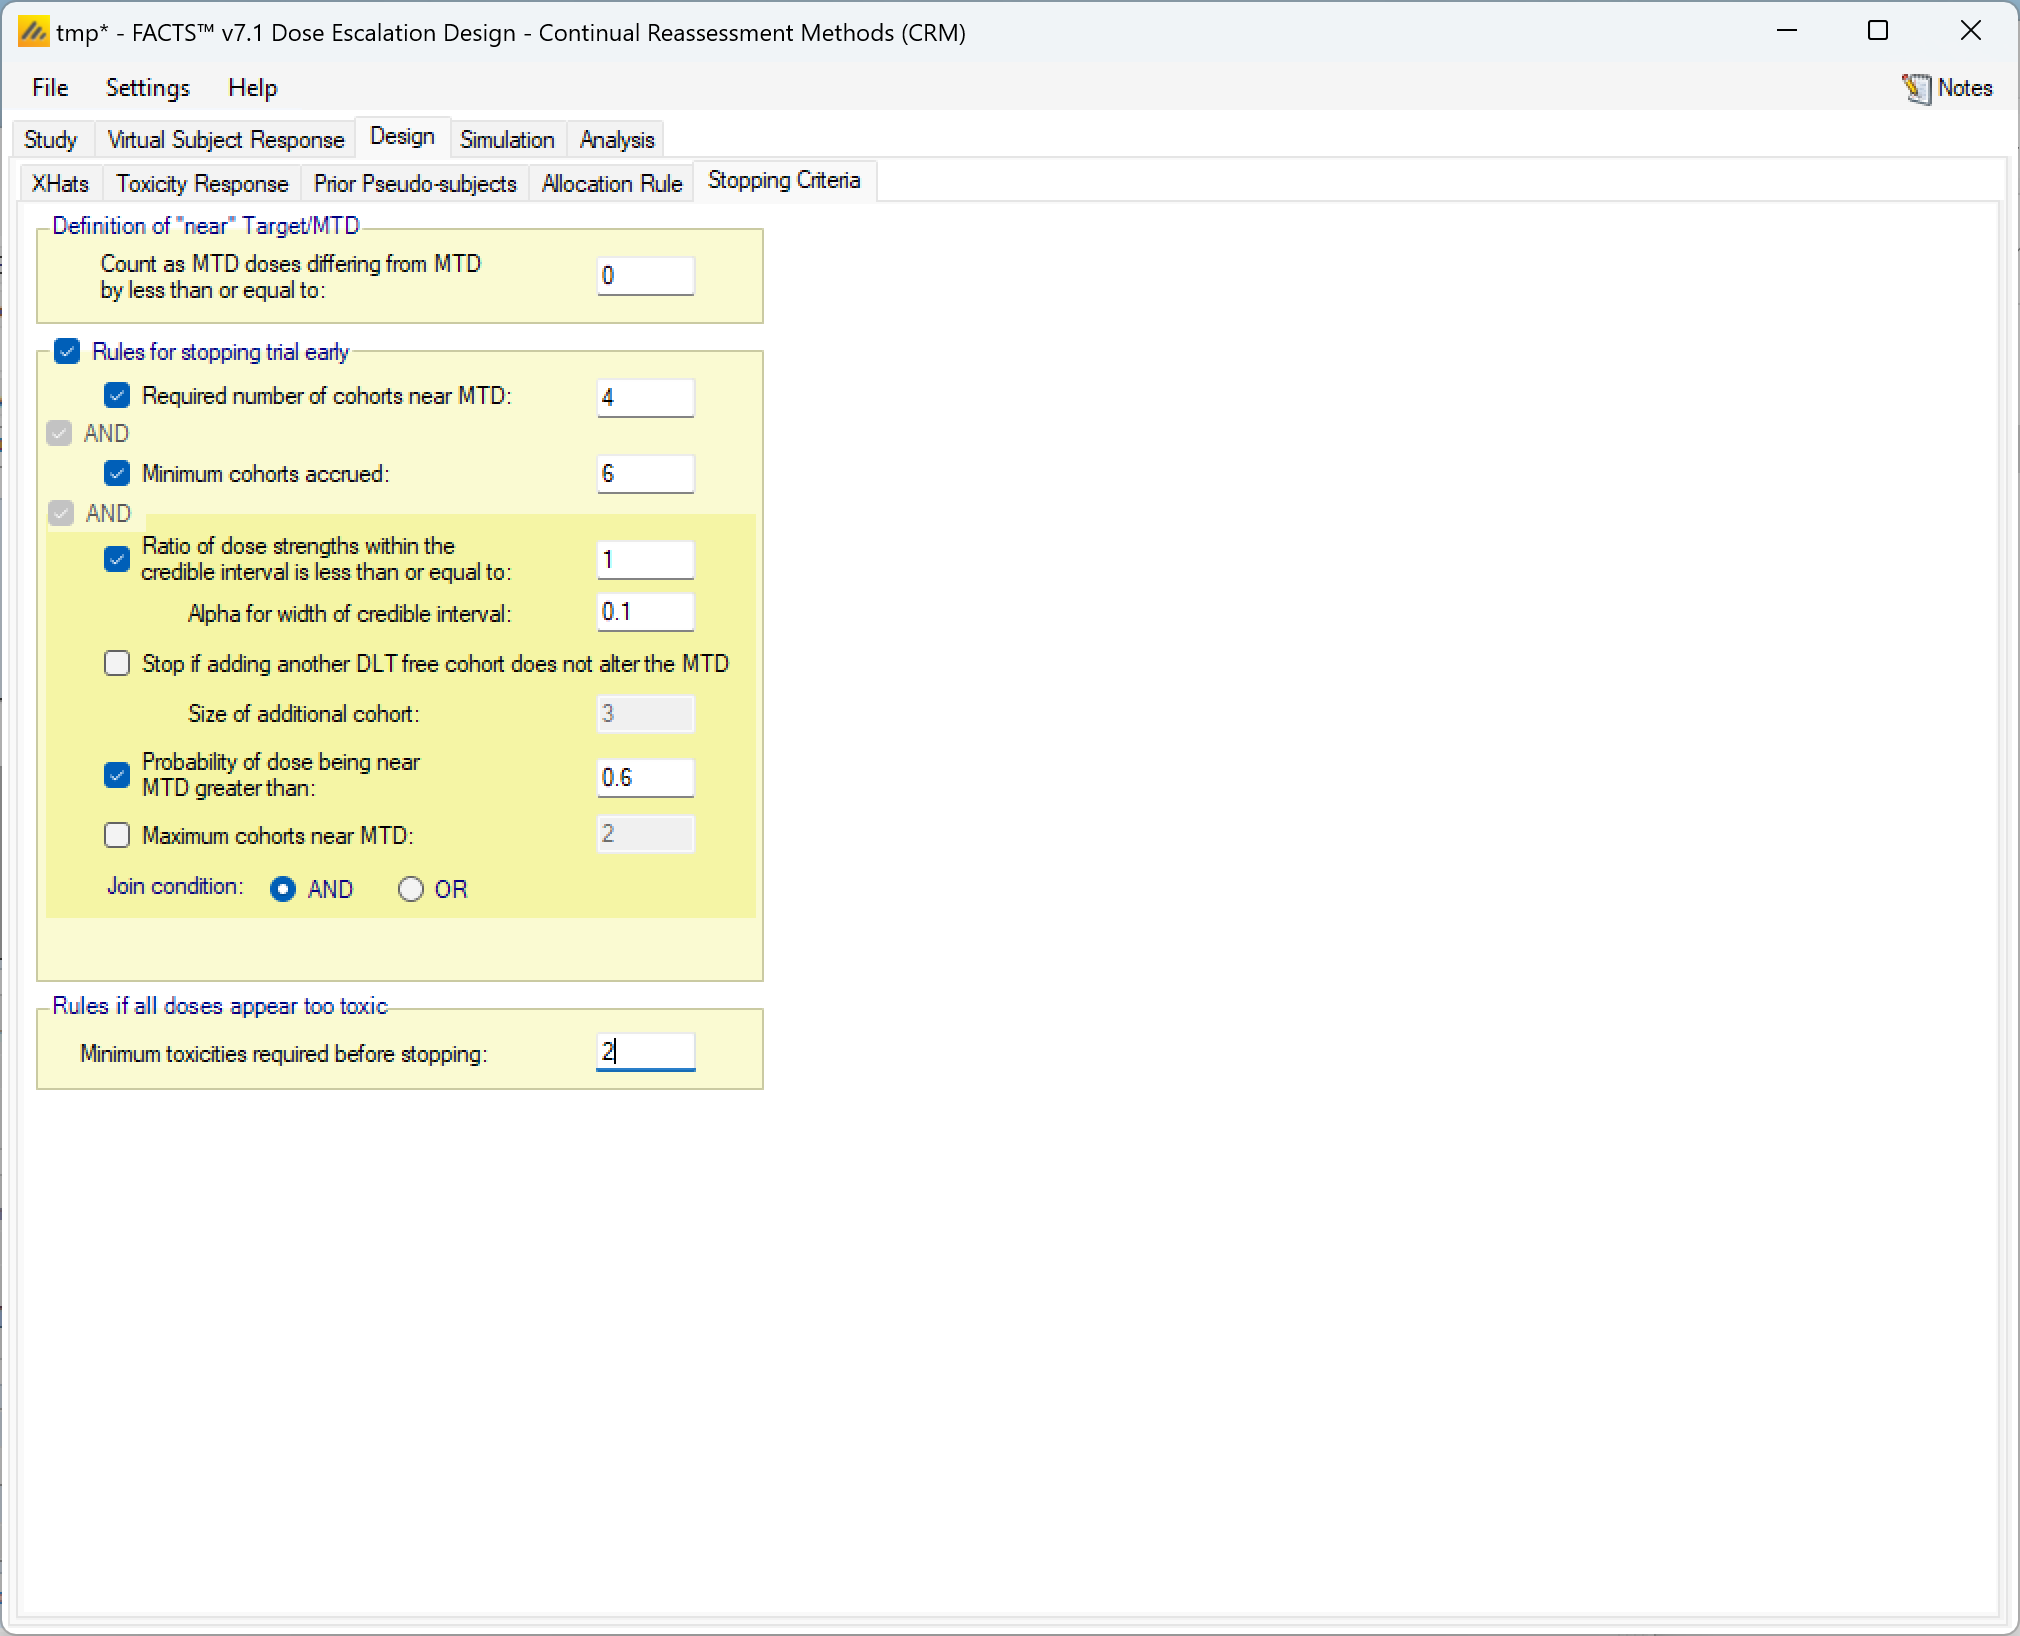 tmp* - FACTS™ v7.1 Dose Escalation Design - Continual Reassessment Methods (CRM)
File Settings Help Notes
Study Virtual Subject Response Design Simulation Analysis
XHats Toxicity Response Prior Pseudo-subjects Allocation Rule Stopping Criteria
Definition of "near" Target/MTD
Count as MTD doses differing from MTD
by less than or equal to: 0
Rules for stopping trial early
Required number of cohorts near MTD: 4
AND
Minimum cohorts accrued: 6
AND
Ratio of dose strengths within the
credible interval is less than or equal to: 1
Alpha for width of credible interval: 0.1
Stop if adding another DLT free cohort does not alter the MTD
Size of additional cohort: 3
Probability of dose being near
MTD greater than: 0.6
Maximum cohorts near MTD: 2
Join condition: AND OR
Rules if all doses appear too toxic
Minimum toxicities required before stopping: 2